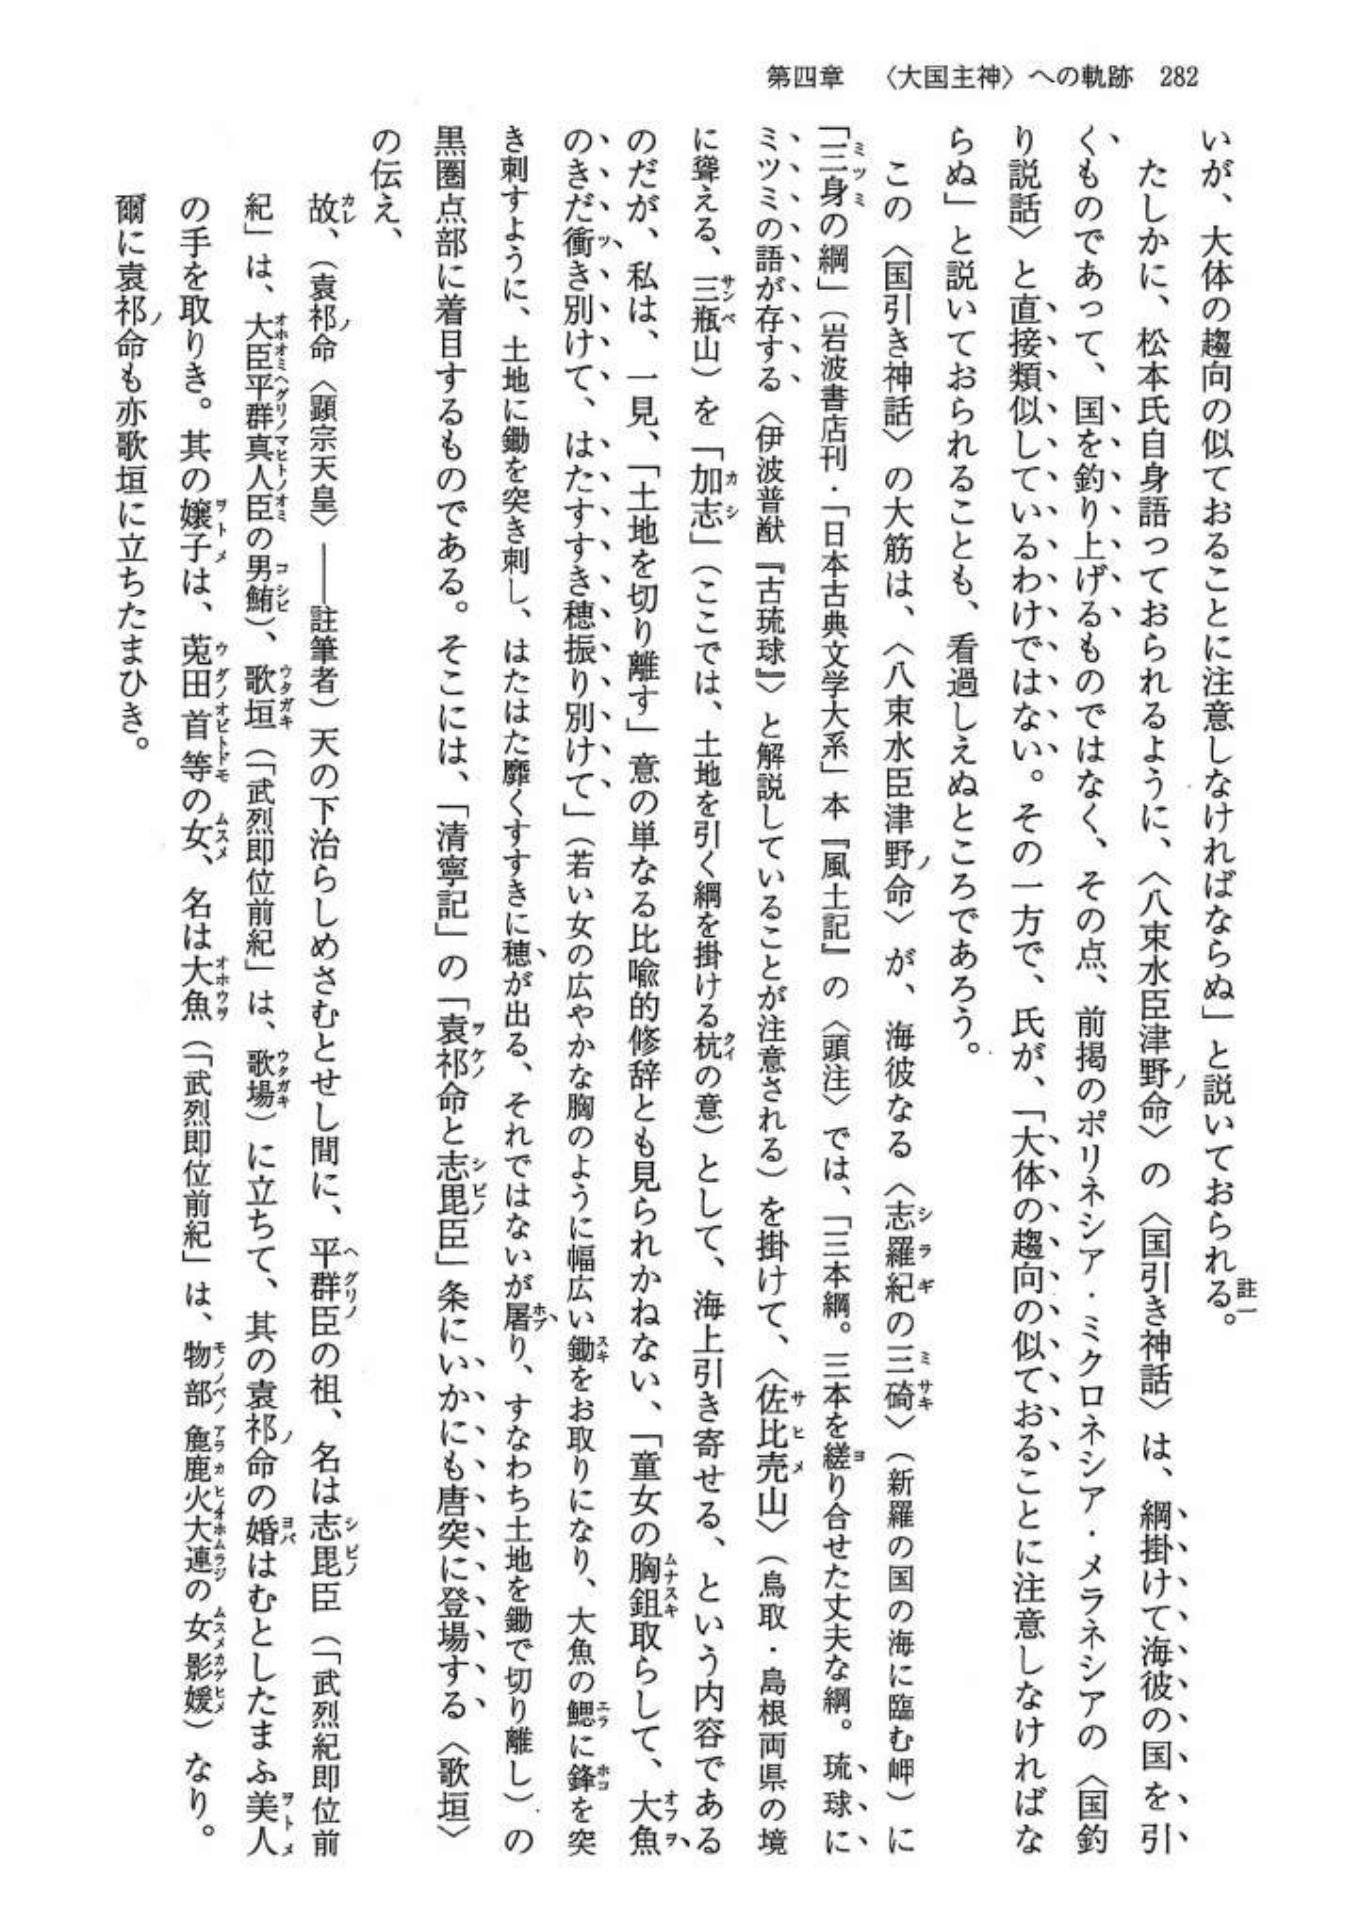 第四章　〈大国主神〉への軌跡　282
いが、大体の趨向の似ておることに注意しなければならぬ」と説いておられる。註一
たしかに、松本氏自身語っておられるように、〈八束水臣津野ノ命〉の〈国引き神話〉は、綱掛けて海彼の国を引
くものであって、国を釣り上げるものではなく、その点、前掲のポリネシア・ミクロネシア・メラネシアの〈国釣
り説話〉と直接類似しているわけではない。その一方で、氏が、「大体の趨向の似ておることに注意しなければな
らぬ」と説いておられることも、看過しえぬところであろう。
この〈国引き神話〉の大筋は、〈八束水臣津野ノ命〉が、海彼なる〈志羅紀の三碕〉（新羅の国の海に臨む岬）に
「三身の綱」（岩波書店刊・「日本古典文学大系」本『風土記』の〈頭注〉では、「三本綱。三本を縒り合せた丈夫な綱。琉球に
ミツミの語が存する〈伊波普猷『古琉球』〉と解説していることが注意される）を掛けて、〈佐比売山〉（鳥取・島根両県の境
に聳える、三瓶山）を「加志」（ここでは、土地を引く綱を掛ける杭の意）として、海上引き寄せる、という内容である
のだが、私は、一見、「土地を切り離す」意の単なる比喩的修辞とも見られかねない、「童女の胸鉏取らして、大魚
のきだ衝き別けて、はたすすき穂振り別けて」（若い女の広やかな胸のように幅広い鋤をお取りになり、大魚の鰓に鋒を突
き刺すように、土地に鋤を突き刺し、はたはた靡くすすきに穂が出る、それではないが屠り、すなわち土地を鋤で切り離し）の
黒圏点部に着目するものである。そこには、「清寧記」の「袁祁命と志毘臣」条にいかにも唐突に登場する〈歌垣〉
の伝え、
故、（袁祁ノ命〈顕宗天皇〉――註筆者）天の下治らしめさむとせし間に、平群臣の祖、名は志毘臣（「武烈紀即位前
紀」は、大臣平群真人臣の男鮪）、歌垣（「武烈即位前紀」は、歌場）に立ちて、其の袁祁ノ命の婚はむとしたまふ美人
の手を取りき。其の嬢子は、菟田首等の女、名は大魚（「武烈即位前紀」は、物部麁鹿火大連の女影媛）なり。
爾に袁祁ノ命も亦歌垣に立ちたまひき。